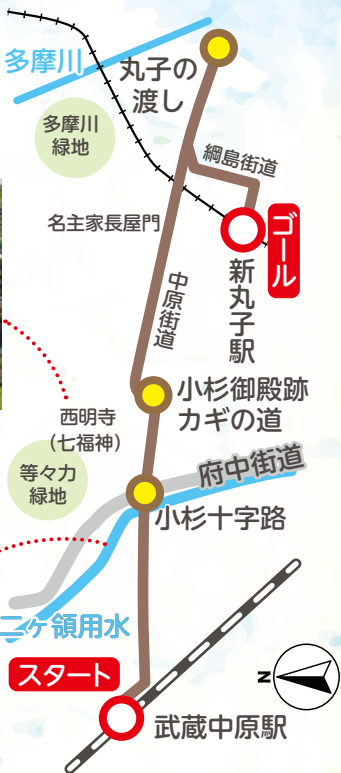 多摩川
丸子の
渡し
多摩川
緑地
綱島街道
名主家長屋門
ゴール
新丸子駅
中原街道
小杉御殿跡
カギの道
西明寺
（七福神）
等々力
緑地
府中街道
小杉十字路
二ヶ領用水
スタート
N
武蔵中原駅